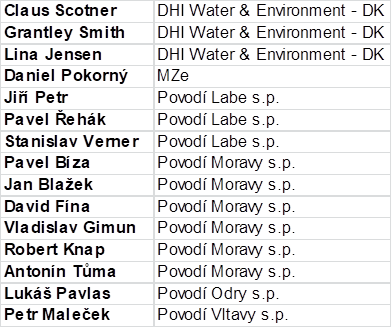 Claus Scotner DHI Water & Environment - DK
Grantley Smith DHI Water & Environment - DK
Lina Jensen DHI Water & Environment - DK
Daniel Pokorný MZe
Jiří Petr Povodí Labe s.p.
Pavel Řehák Povodí Labe s.p.
Stanislav Verner Povodí Labe s.p.
Pavel Bíza Povodí Moravy s.p.
Jan Blažek Povodí Moravy s.p.
David Fína Povodí Moravy s.p.
Vladislav Gimun Povodí Moravy s.p.
Robert Knap Povodí Moravy s.p.
Antonín Tůma Povodí Moravy s.p.
Lukáš Pavlas Povodí Odry s.p.
Petr Maleček Povodí Vltavy s.p.